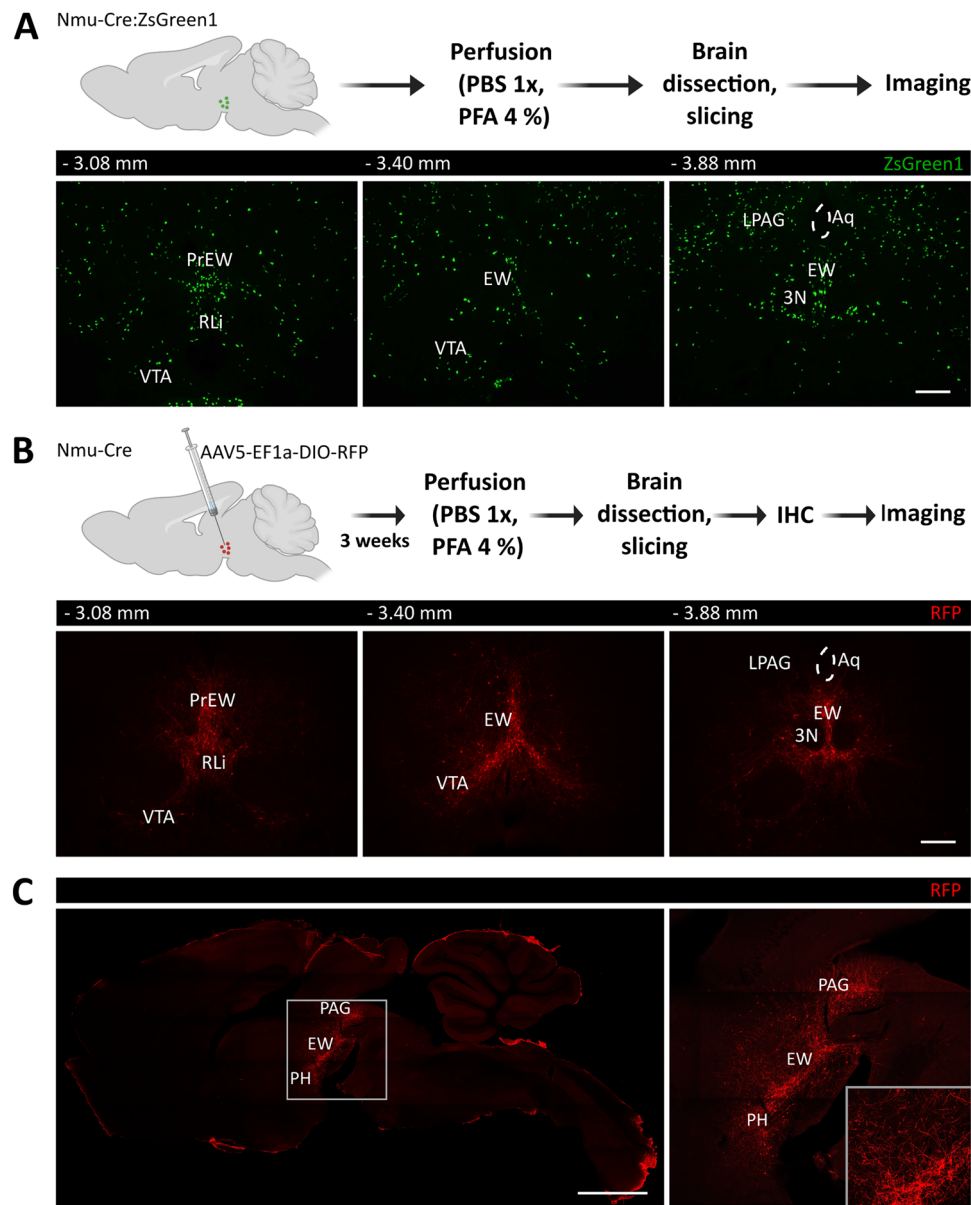 A
Nmu-Cre:ZsGreen1
Perfusion
(PBS 1x,
PFA 4 %)
Brain
dissection,
slicing
Imaging
- 3.08 mm
- 3.40 mm
- 3.88 mm
ZsGreen1
PrEW
RLi
VTA
EW
VTA
LPAG
Aq
EW
3N
B
Nmu-Cre
AAV5-EF1a-DIO-RFP
3 weeks
Perfusion
(PBS 1x,
PFA 4 %)
Brain
dissection,
slicing
IHC
Imaging
- 3.08 mm
- 3.40 mm
- 3.88 mm
RFP
PrEW
RLi
VTA
EW
VTA
LPAG
Aq
EW
3N
C
RFP
PAG
EW
PH
PAG
EW
PH